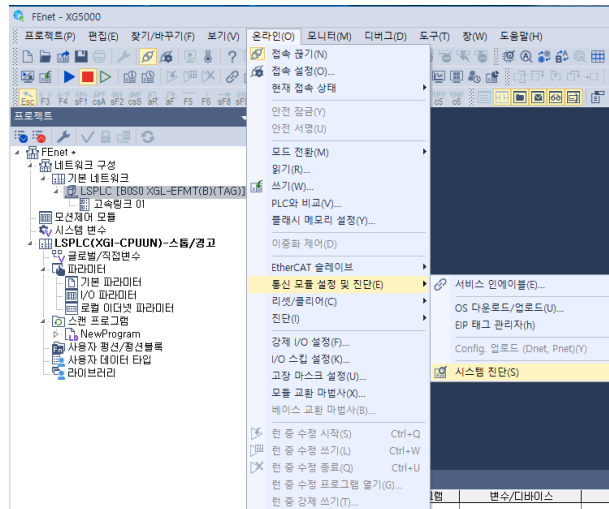 FEnet - XG5000
프로젝트(P) 편집(E) 찾기/바꾸기(F) 보기(V) 온라인(O) 모니터(M) 디버그(D) 도구(T) 창(W) 도움말(H)
Esc F3 F4 sF1 csA sF2 csS aR aF F5 F6 sF8
c5 c6
프로젝트
FEnet *
네트워크 구성
기본 네트워크
LSPLC [B0S0 XGL-EFMT(B)(TAG)]
고속링크 01
모션제어 모듈
시스템 변수
LSPLC(XGI-CPUUN)-스톱/경고
글로벌/직접변수
파라미터
기본 파라미터
I/O 파라미터
로컬 이더넷 파라미터
스캔 프로그램
NewProgram
사용자 펑션/펑션블록
사용자 데이터 타입
라이브러리
접속 끊기(N)
접속 설정(O)...
현재 접속 상태
안전 잠금(Y)
안전 서명(U)
모드 전환(M)
읽기(R)...
쓰기(W)...
PLC와 비교(V)...
플래시 메모리 설정(Y)...
이중화 제어(D)
EtherCAT 슬레이브
통신 모듈 설정 및 진단(E)
리셋/클리어(C)
진단(I)
강제 I/O 설정(F)...
I/O 스킵 설정(K)...
고장 마스크 설정(U)...
모듈 교환 마법사(X)...
베이스 교환 마법사(B)...
런 중 수정 시작(S) Ctrl+Q
런 중 수정 쓰기(L) Ctrl+W
런 중 수정 종료(Q) Ctrl+U
런 중 수정 프로그램 열기(G)...
런 중 강제 쓰기(T)...
서비스 인에이블(E)...
OS 다운로드/업로드(U)...
EIP 태그 관리자(h)
Config. 업로드 (Dnet, Pnet)(Y)
시스템 진단(S)
변수/디바이스